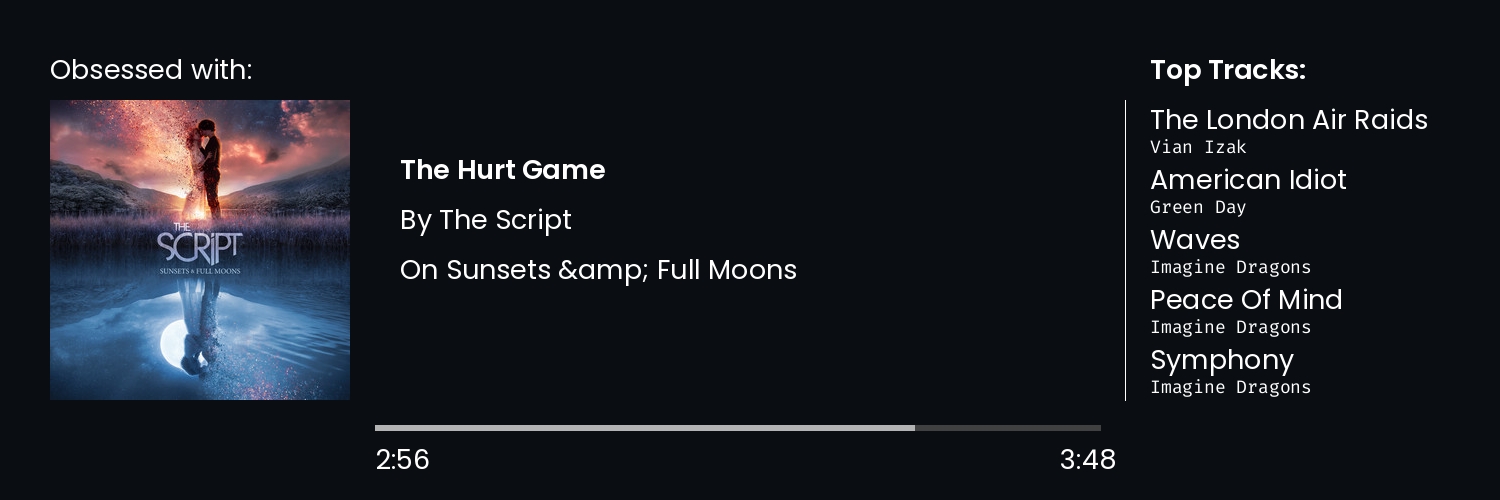 Obsessed with:
THE
SCRIPT
SUNSETS & FULL MOONS
The Hurt Game
By The Script
On Sunsets &amp; Full Moons
2:56
3:48
Top Tracks:
The London Air Raids
Vian Izak
American Idiot
Green Day
Waves
Imagine Dragons
Peace Of Mind
Imagine Dragons
Symphony
Imagine Dragons